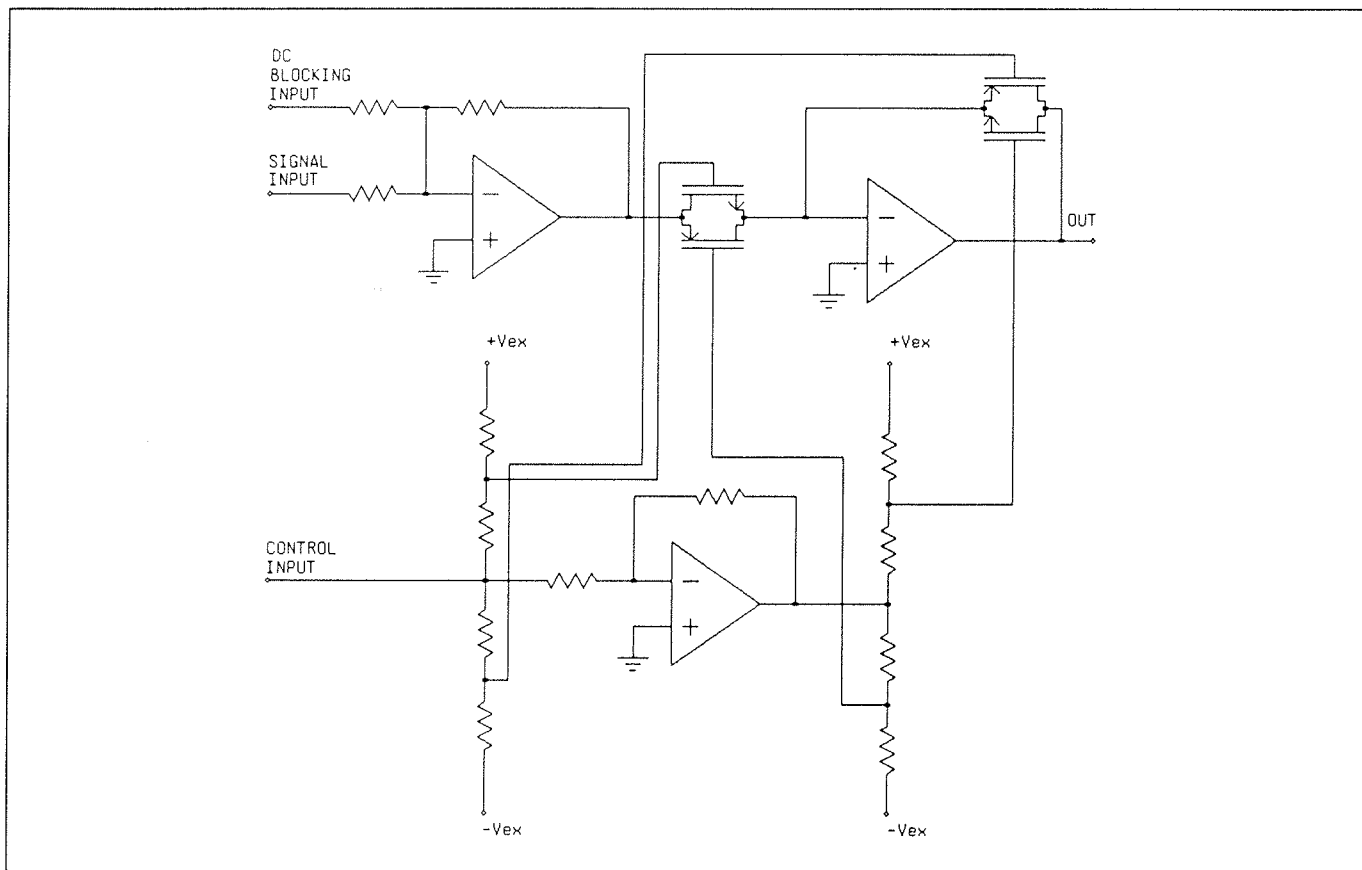 DC
BLOCKING
INPUT
SIGNAL
INPUT
−
+
−
+
OUT
+Vex
+Vex
CONTROL
INPUT
−
+
-Vex
-Vex